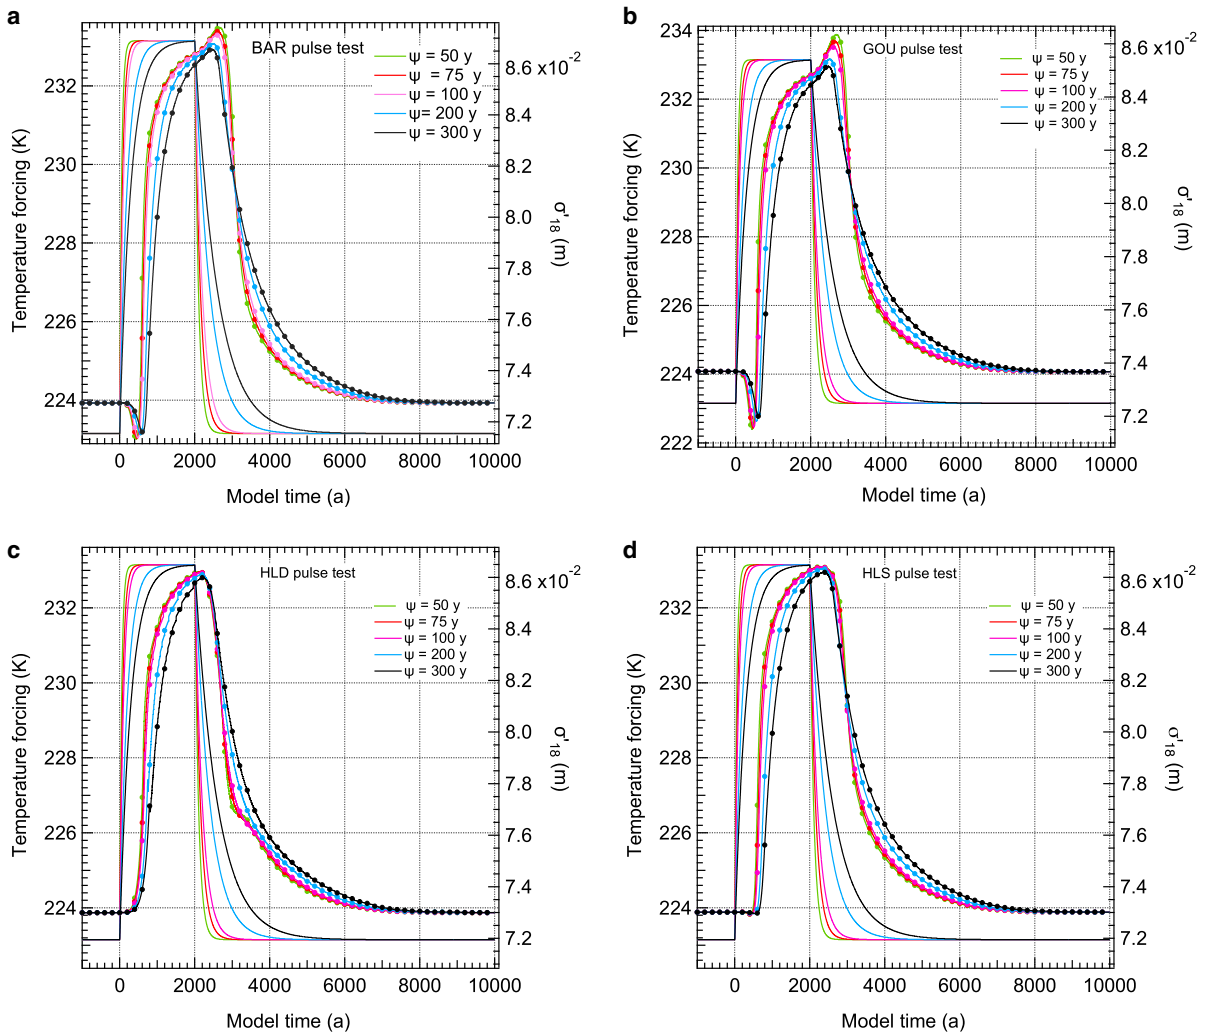 a
BAR pulse test
ψ = 50 y
ψ = 75 y
ψ = 100 y
ψ= 200 y
ψ = 300 y
232
230
228
226
224
Temperature forcing (K)
8.6 x10-2
8.4
8.2
8.0
7.8
7.6
7.4
7.2
σ'18 (m)
0 2000 4000 6000 8000 10000
Model time (a)
b
GOU pulse test
ψ = 50 y
ψ = 75 y
ψ = 100 y
ψ = 200 y
ψ = 300 y
234
232
230
228
226
224
222
Temperature forcing (K)
8.6 x10-2
8.4
8.2
8.0
7.8
7.6
7.4
7.2
σ'18 (m)
0 2000 4000 6000 8000 10000
Model time (a)
c
HLD pulse test
ψ = 50 y
ψ = 75 y
ψ = 100 y
ψ = 200 y
ψ = 300 y
232
230
228
226
224
Temperature forcing (K)
8.6 x10-2
8.4
8.2
8.0
7.8
7.6
7.4
7.2
σ'18 (m)
0 2000 4000 6000 8000 10000
Model time (a)
d
HLS pulse test
ψ = 50 y
ψ = 75 y
ψ = 100 y
ψ = 200 y
ψ = 300 y
232
230
228
226
224
Temperature forcing (K)
8.6 x10-2
8.4
8.2
8.0
7.8
7.6
7.4
7.2
σ'18 (m)
0 2000 4000 6000 8000 10000
Model time (a)